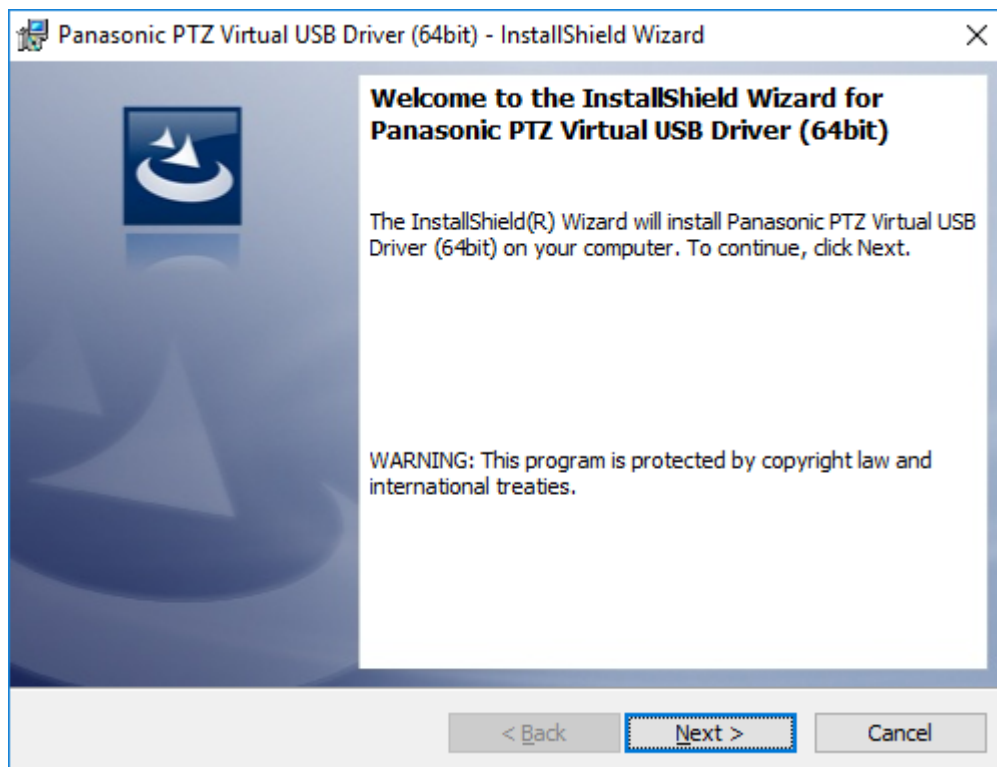 Panasonic PTZ Virtual USB Driver (64bit) - InstallShield Wizard
Welcome to the InstallShield Wizard for
Panasonic PTZ Virtual USB Driver (64bit)
The InstallShield(R) Wizard will install Panasonic PTZ Virtual USB
Driver (64bit) on your computer. To continue, click Next.
WARNING: This program is protected by copyright law and
international treaties.
< Back
Next >
Cancel